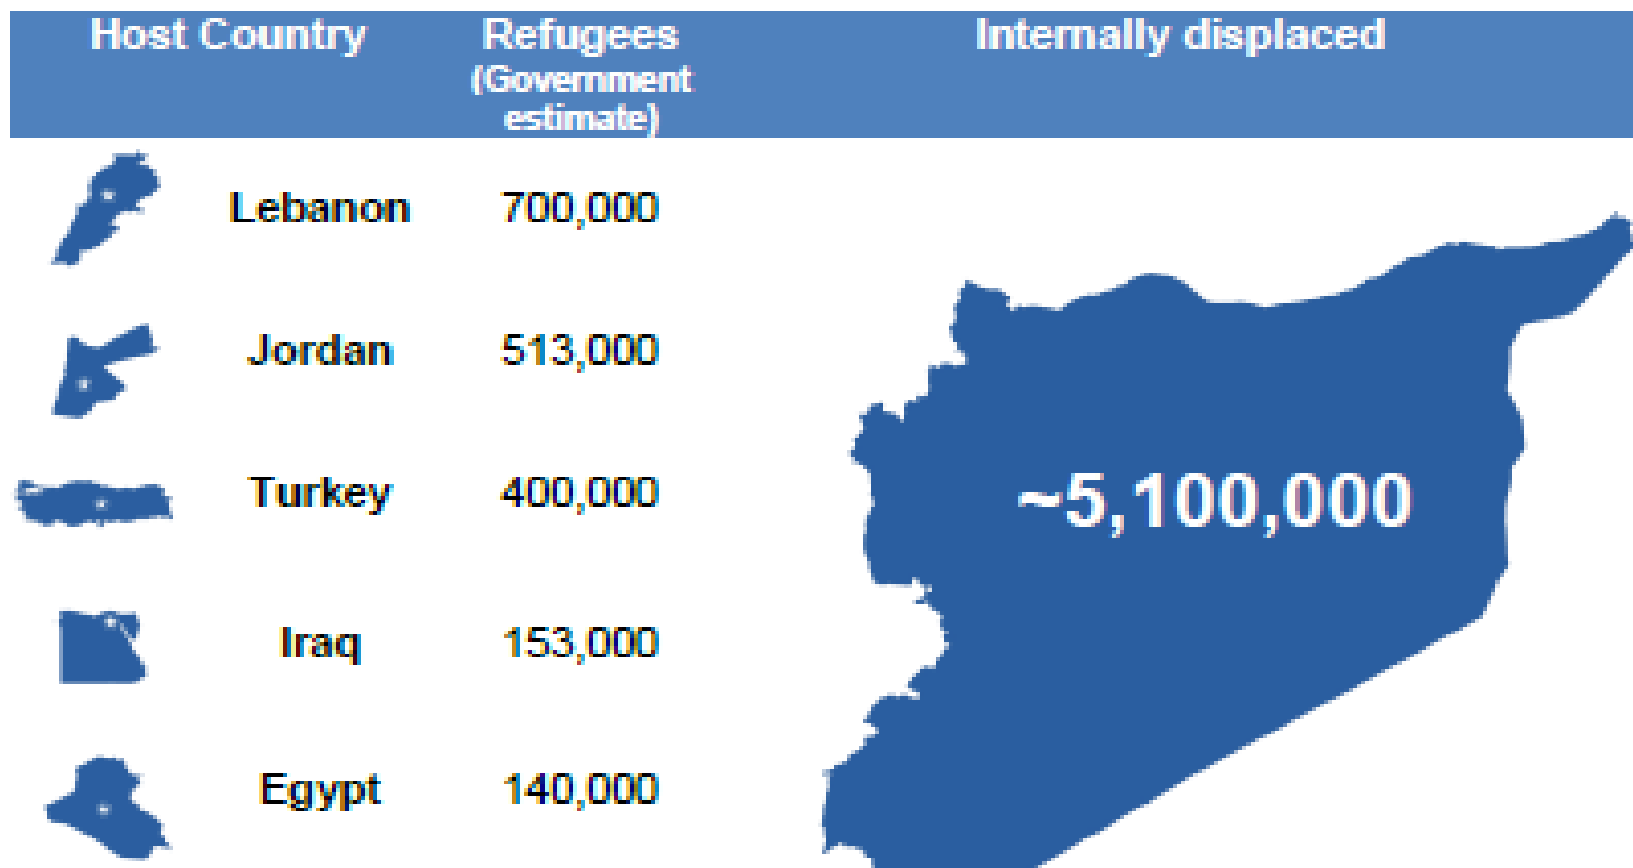 Host Country Refugees Internally displaced
(Government
estimate)
Lebanon 700,000
Jordan 513,000
Turkey 400,000
~5,100,000
Iraq 153,000
Egypt 140,000